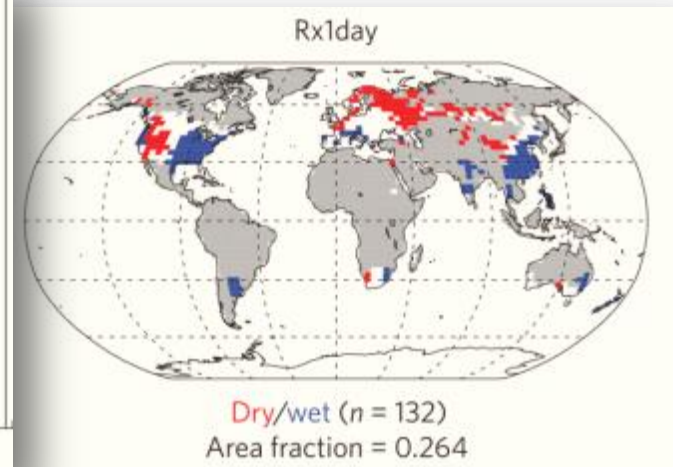 Rx1day
Dry/wet (n = 132)
Area fraction = 0.264